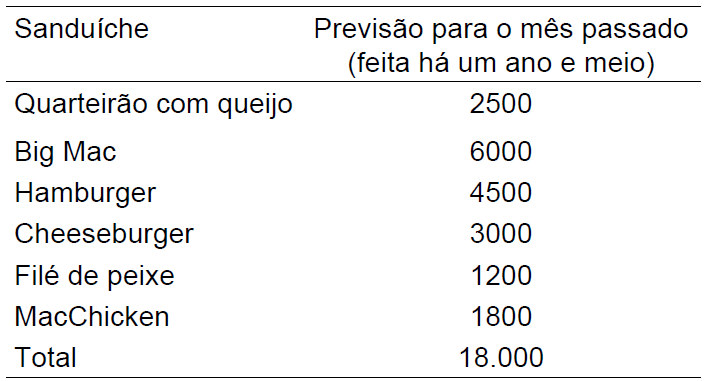 Sanduíche Previsão para o mês passado
(feita há um ano e meio)
Quarteirão com queijo 2500
Big Mac 6000
Hamburger 4500
Cheeseburger 3000
Filé de peixe 1200
MacChicken 1800
Total 18.000